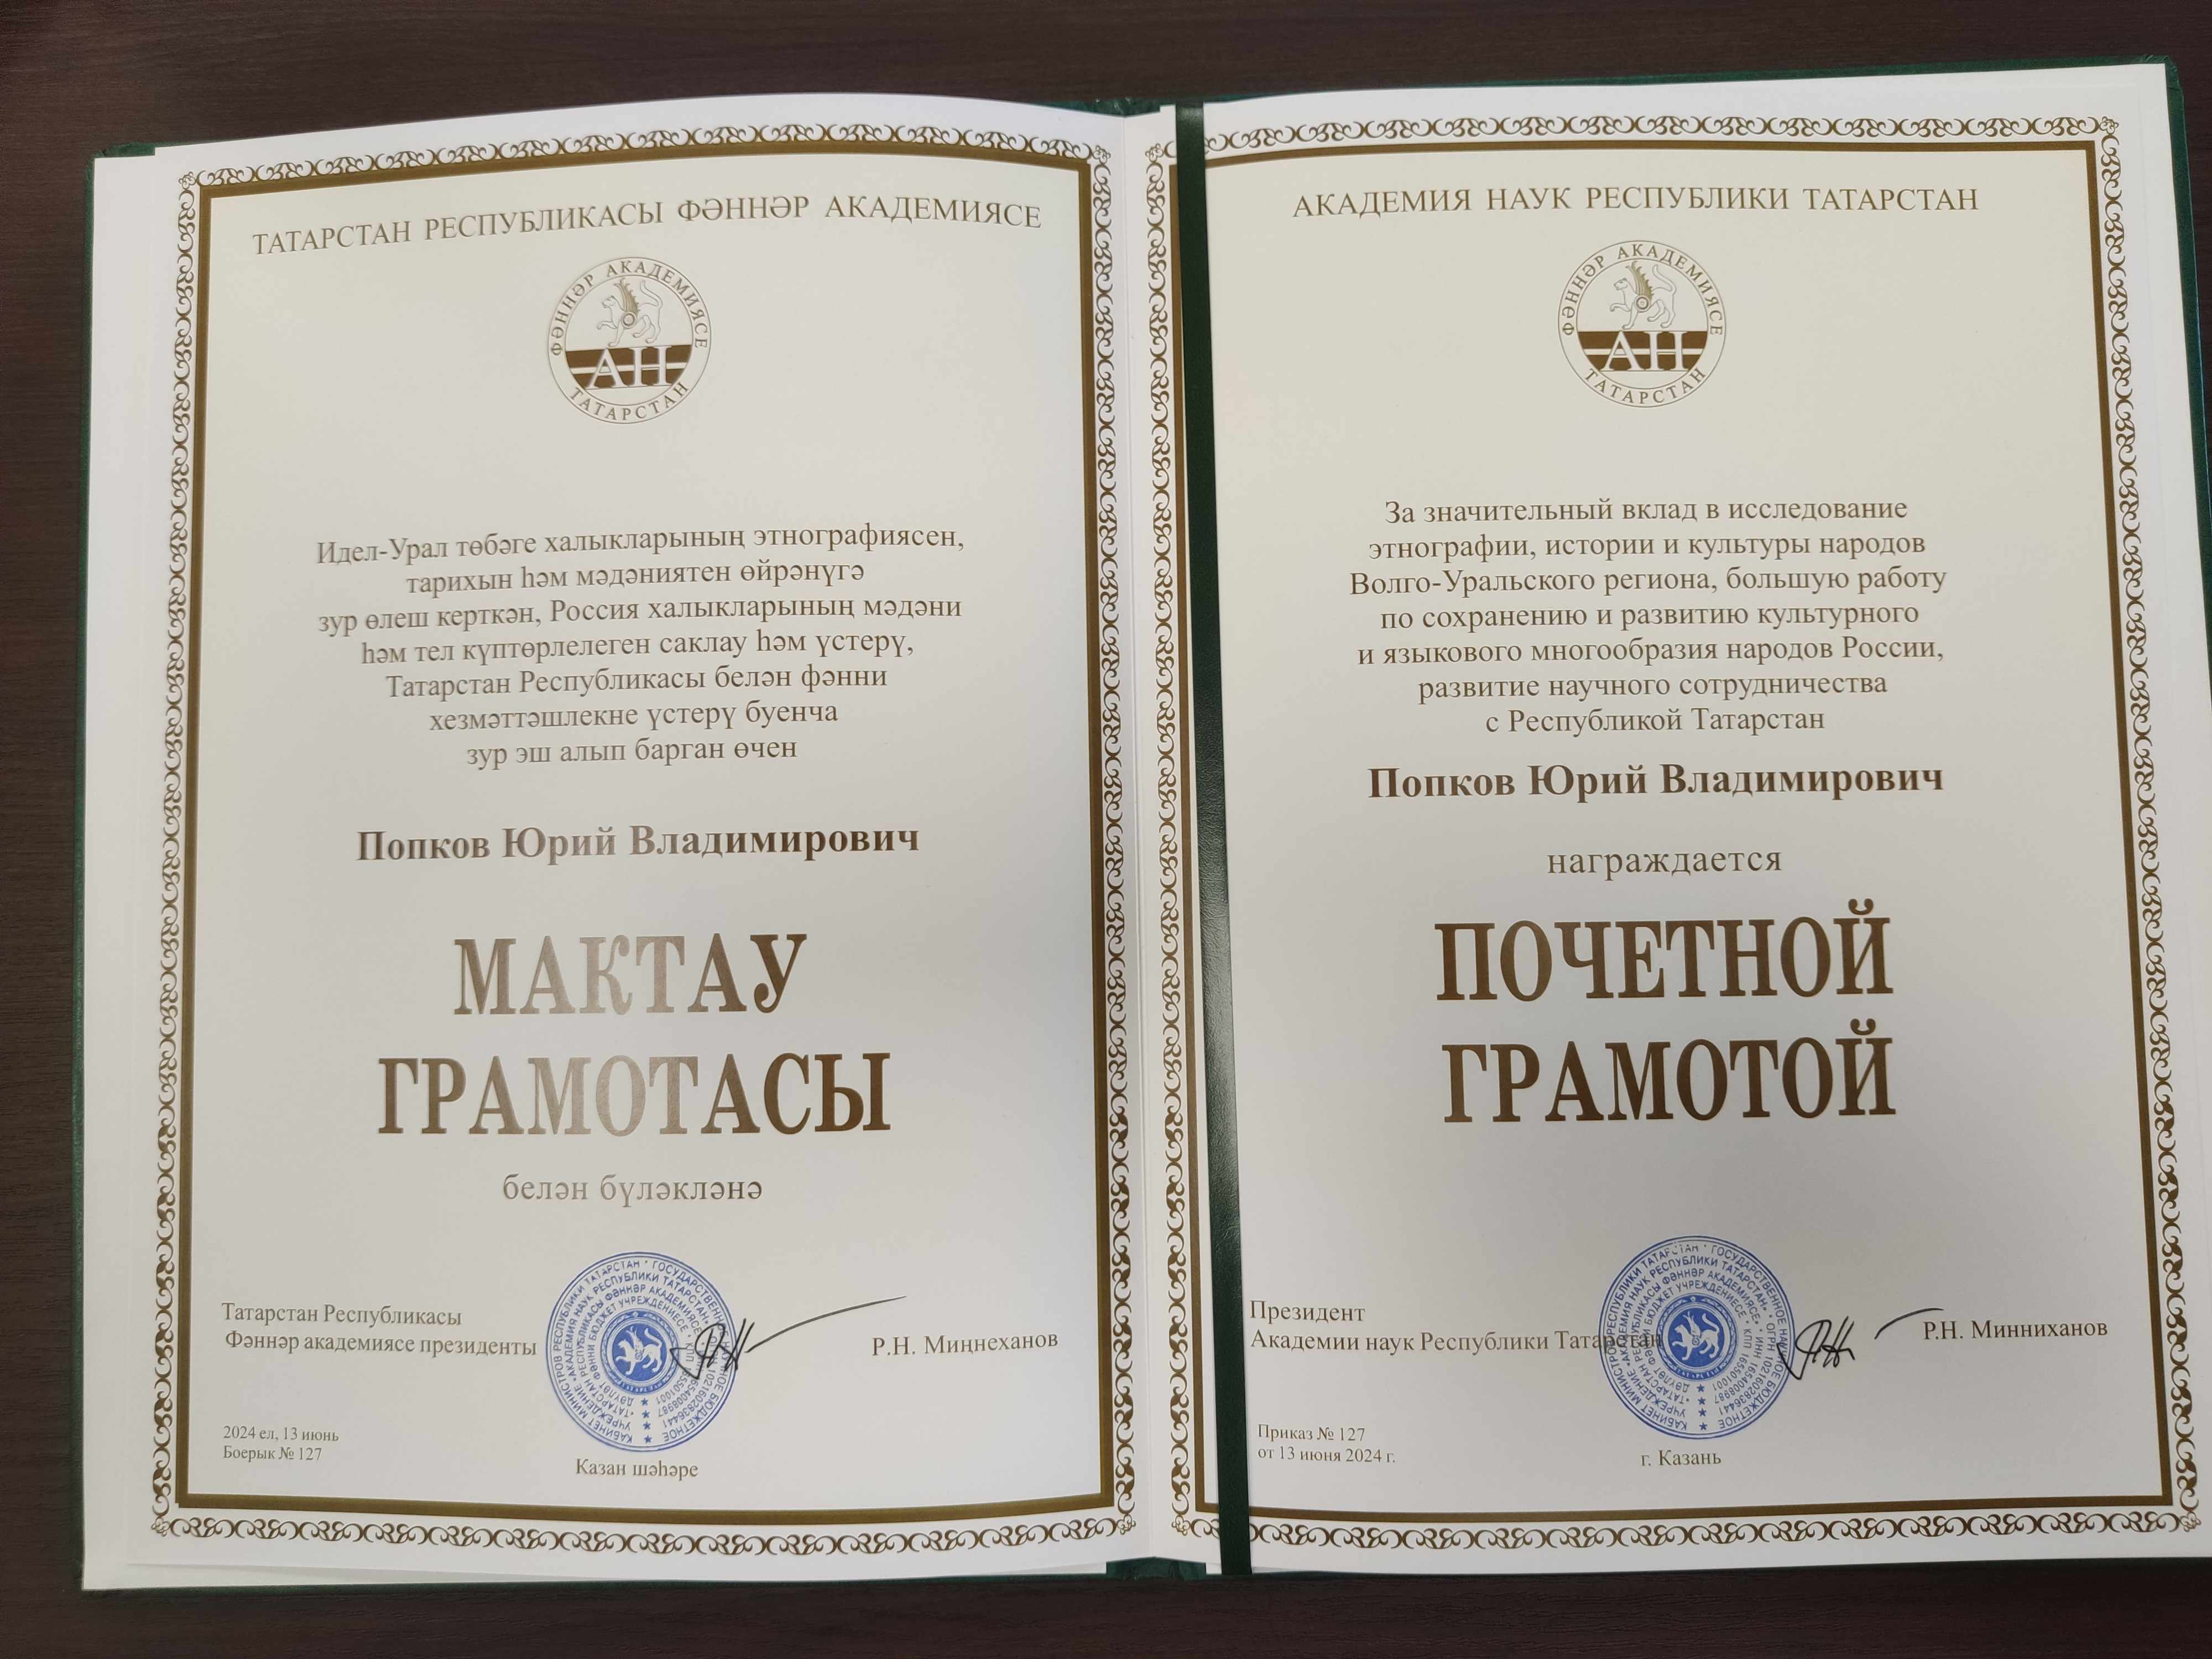 ТАТАРСТАН РЕСПУБЛИКАСЫ ФӘННӘР АКАДЕМИЯСЕ
ФӘННӘР АКАДЕМИЯСЕ
АН
ТАТАРСТАН
Идел-Урал төбәге халыкларының этнографиясен,
тарихын һәм мәдәниятен өйрәнүгә
зур өлеш керткән, Россия халыкларының мәдәни
һәм тел күптөрлелеген саклау һәм үстерү,
Татарстан Республикасы белән фәнни
хезмәттәшлекне үстерү буенча
зур эш алып барган өчен
Попков Юрий Владимирович
МАКТАУ
ГРАМОТАСЫ
белән бүләкләнә
Татарстан Республикасы
Фәннәр академиясе президенты
Р.Н. Миңнеханов
2024 ел, 13 июнь
Боерык № 127
Казан шәһәре
АКАДЕМИЯ НАУК РЕСПУБЛИКИ ТАТАРСТАН
ФӘННӘР АКАДЕМИЯСЕ
АН
ТАТАРСТАН
За значительный вклад в исследование
этнографии, истории и культуры народов
Волго-Уральского региона, большую работу
по сохранению и развитию культурного
и языкового многообразия народов России,
развитие научного сотрудничества
с Республикой Татарстан
Попков Юрий Владимирович
награждается
ПОЧЕТНОЙ
ГРАМОТОЙ
Президент
Академии наук Республики Татарстан
Р.Н. Минниханов
Приказ № 127
от 13 июня 2024 г.
г. Казань